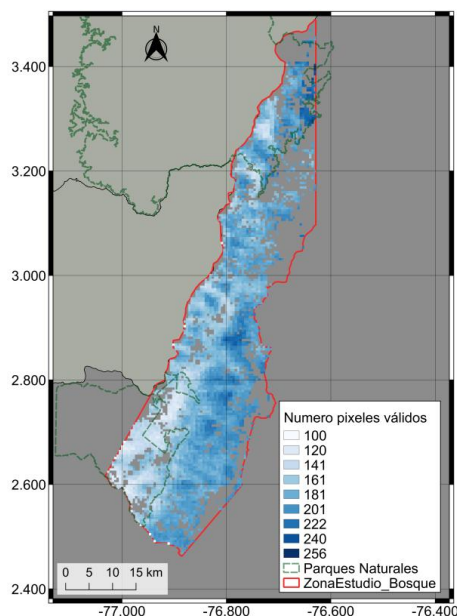 N
3.400
3.200
3.000
2.800
2.600
2.400
Numero pixeles válidos
100
120
141
161
181
201
222
240
256
Parques Naturales
ZonaEstudio_Bosque
0 5 10 15 km
-77.000 -76.800 -76.600 -76.400